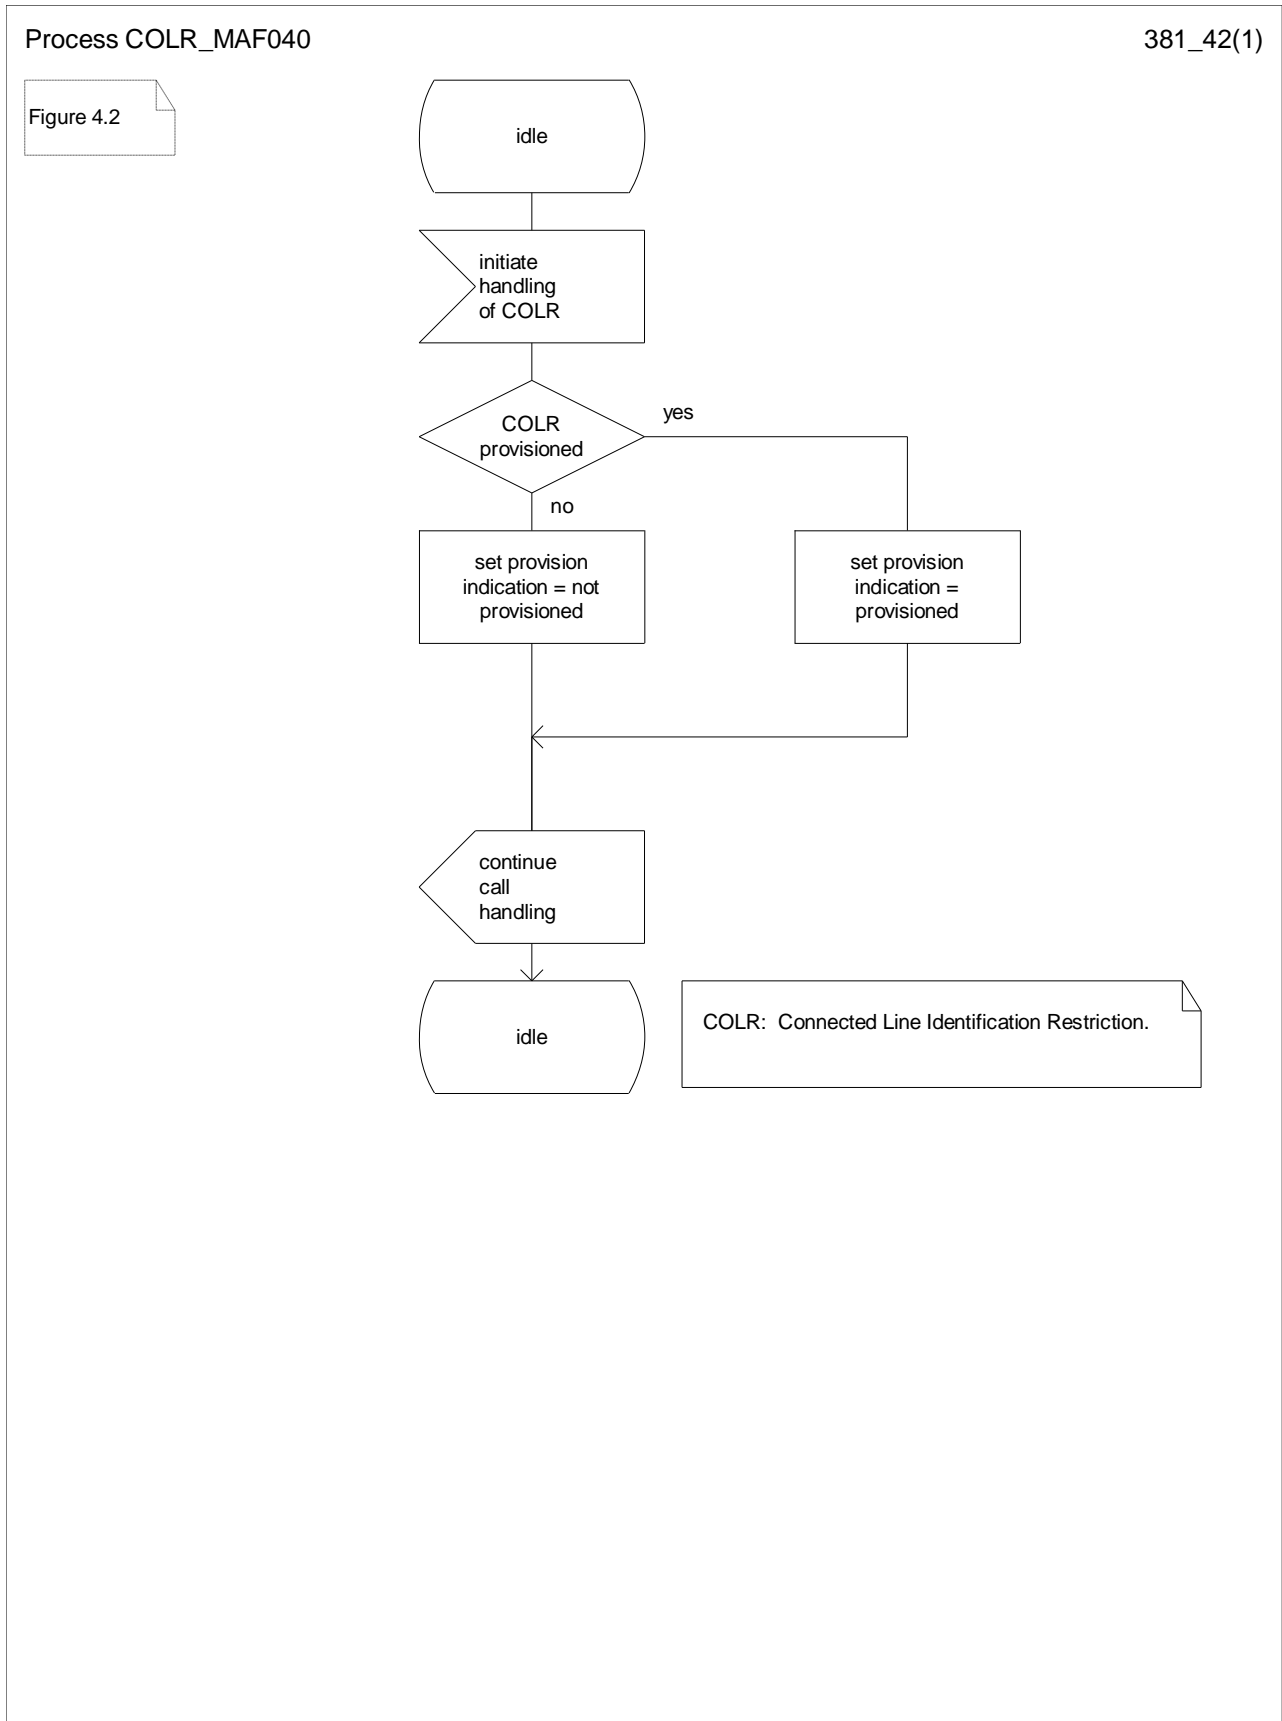 Process COLR_MAF040
381_42(1)
Figure 4.2
idle
initiate
handling
of COLR
COLR
provisioned
yes
no
set provision
indication = not
provisioned
set provision
indication =
provisioned
continue
call
handling
idle
COLR:  Connected Line Identification Restriction.